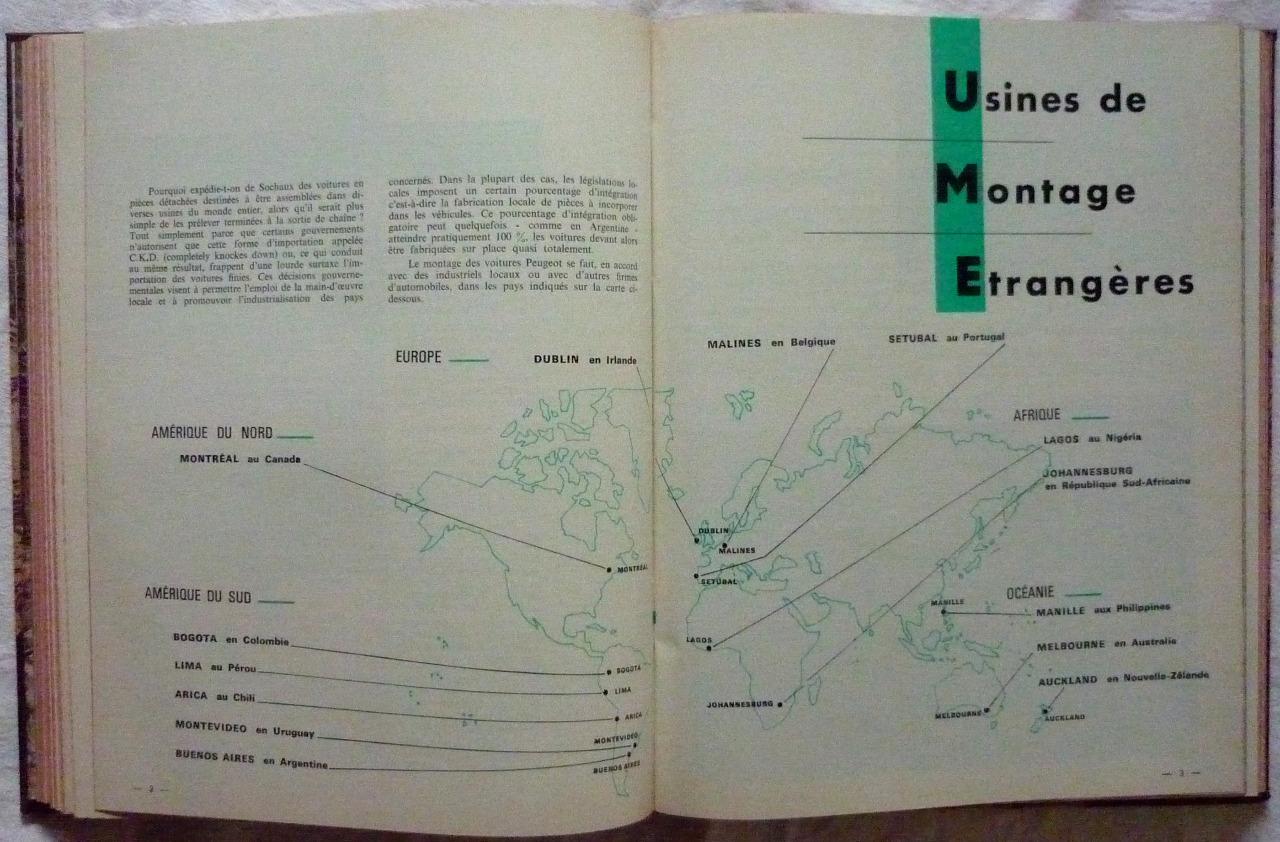 Pourquoi expédie-t-on de Sochaux des voitures en
pièces détachées destinées à être assemblées dans di-
verses usines du monde entier, alors qu'il serait plus
simple de les prélever terminées à la sortie de chaîne ?
Tout simplement parce que certains gouvernements
n'autorisent que cette forme d'importation appelée
C.K.D. (completely knockes down) ou, ce qui conduit
au même résultat, frappent d'une lourde surtaxe l'im-
portation des voitures finies. Ces décisions gouverne-
mentales visent à permettre l'emploi de la main-d'œuvre
locale et à promouvoir l'industrialisation des pays
concernés. Dans la plupart des cas, les législations lo-
cales imposent un certain pourcentage d'intégration
c'est-à-dire la fabrication locale de pièces à incorporer
dans les véhicules. Ce pourcentage d'intégration obli-
gatoire peut quelquefois - comme en Argentine -
atteindre pratiquement 100 %, les voitures devant alors
être fabriquées sur place quasi totalement.
Le montage des voitures Peugeot se fait, en accord
avec des industriels locaux ou avec d'autres firmes
d'automobiles, dans les pays indiqués sur la carte ci-
dessous.
EUROPE
DUBLIN en Irlande
AMÉRIQUE DU NORD
MONTRÉAL au Canada
MONTRÉAL
AMÉRIQUE DU SUD
BOGOTA en Colombie
LIMA au Pérou
ARICA au Chili
MONTEVIDEO en Uruguay
BUENOS AIRES en Argentine
BOGOTA
LIMA
ARICA
MONTEVIDEO
BUENOS AIRES
— 2 —
Usines de
Montage
Etrangères
MALINES en Belgique
SETUBAL au Portugal
AFRIQUE
LAGOS au Nigéria
JOHANNESBURG
en République Sud-Africaine
DUBLIN
MALINES
SETUBAL
OCÉANIE
MANILLE
MANILLE aux Philippines
LAGOS
MELBOURNE en Australie
AUCKLAND en Nouvelle-Zélande
JOHANNESBURG
MELBOURNE
AUCKLAND
— 3 —